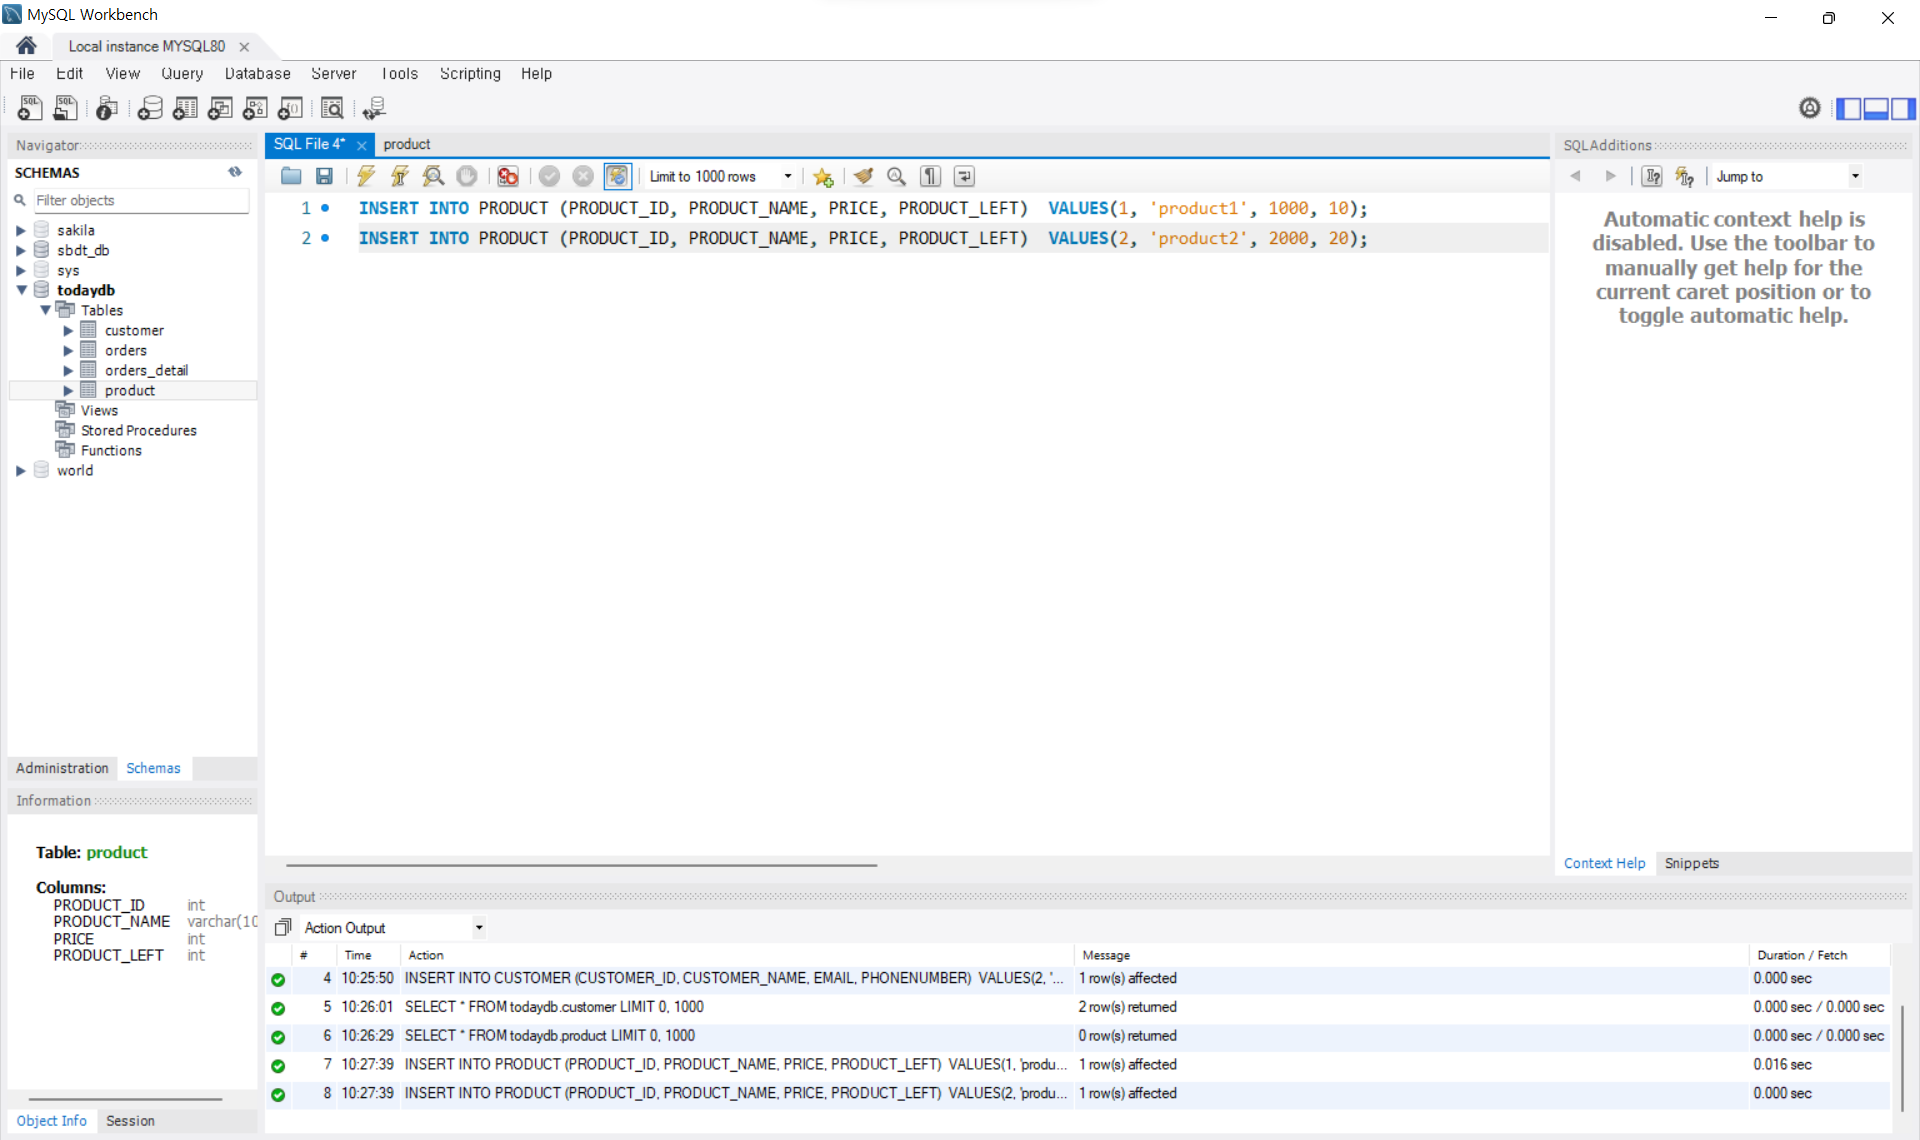 MySQL Workbench
Local instance MYSQL80
File Edit View Query Database Server Tools Scripting Help
Navigator
SCHEMAS
Filter objects
sakila
sbdt_db
sys
todaydb
Tables
customer
orders
orders_detail
product
Views
Stored Procedures
Functions
world
Administration Schemas
Information
Table: product
Columns:
PRODUCT_ID int
PRODUCT_NAME varchar(10
PRICE int
PRODUCT_LEFT int
Object Info Session
SQL File 4* product
Limit to 1000 rows
1 INSERT INTO PRODUCT (PRODUCT_ID, PRODUCT_NAME, PRICE, PRODUCT_LEFT)  VALUES(1, 'product1', 1000, 10);
2 INSERT INTO PRODUCT (PRODUCT_ID, PRODUCT_NAME, PRICE, PRODUCT_LEFT)  VALUES(2, 'product2', 2000, 20);
SQLAdditions
Jump to
Automatic context help is
disabled. Use the toolbar to
manually get help for the
current caret position or to
toggle automatic help.
Context Help Snippets
Output
Action Output
# Time Action Message Duration / Fetch
4 10:25:50 INSERT INTO CUSTOMER (CUSTOMER_ID, CUSTOMER_NAME, EMAIL, PHONENUMBER)  VALUES(2, '... 1 row(s) affected 0.000 sec
5 10:26:01 SELECT * FROM todaydb.customer LIMIT 0, 1000 2 row(s) returned 0.000 sec / 0.000 sec
6 10:26:29 SELECT * FROM todaydb.product LIMIT 0, 1000 0 row(s) returned 0.000 sec / 0.000 sec
7 10:27:39 INSERT INTO PRODUCT (PRODUCT_ID, PRODUCT_NAME, PRICE, PRODUCT_LEFT)  VALUES(1, 'produ... 1 row(s) affected 0.016 sec
8 10:27:39 INSERT INTO PRODUCT (PRODUCT_ID, PRODUCT_NAME, PRICE, PRODUCT_LEFT)  VALUES(2, 'produ... 1 row(s) affected 0.000 sec